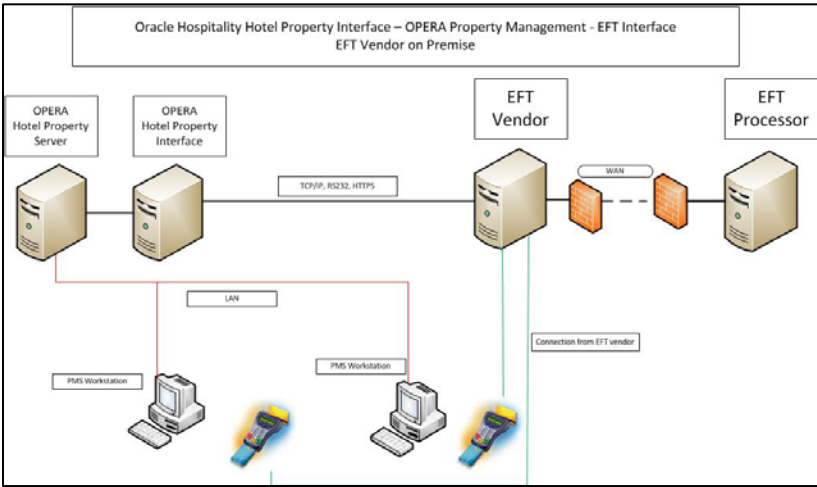 Oracle Hospitality Hotel Property Interface – OPERA Property Management - EFT Interface
EFT Vendor on Premise
OPERA
Hotel Property
Server
OPERA
Hotel Property
Interface
EFT
Vendor
EFT
Processor
WAN
TCP/IP, RS232, HTTPS
LAN
Connection from EFT vendor
PMS Workstation
PMS Workstation